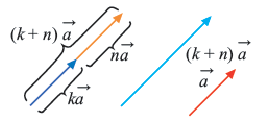 (k + n) a⃗
na⃗
ka⃗
(k + n) a⃗
a⃗